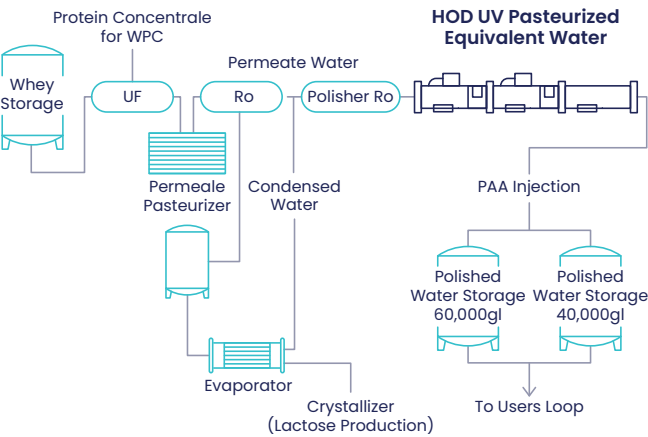 Protein Concentrale
for WPC
HOD UV Pasteurized
Equivalent Water
Permeate Water
Whey
Storage
UF
Ro
Polisher Ro
Permeale
Pasteurizer
Condensed
Water
PAA Injection
Polished
Water Storage
60,000gl
Polished
Water Storage
40,000gl
Evaporator
Crystallizer
(Lactose Production)
To Users Loop